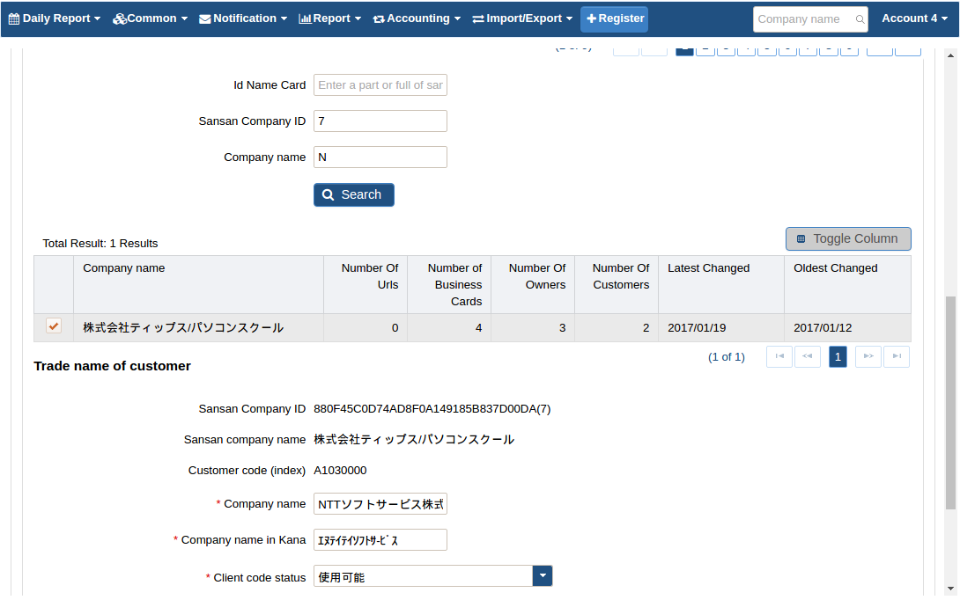 Daily Report Common Notification Report Accounting Import/Export Register Company name Account 4
Id Name Card Enter a part or full of sar
Sansan Company ID 7
Company name N
Search
Total Result: 1 Results Toggle Column
Company name Number Of Urls Number of Business Cards Number Of Owners Number Of Customers Latest Changed Oldest Changed
株式会社ティップス/パソコンスクール 0 4 3 2 2017/01/19 2017/01/12
(1 of 1) 1
Trade name of customer
Sansan Company ID 880F45C0D74AD8F0A149185B837D00DA(7)
Sansan company name 株式会社ティップス/パソコンスクール
Customer code (index) A1030000
* Company name NTTソフトサービス株式
* Company name in Kana ｴﾇﾃｲﾃｲｿﾌﾄｻｰﾋﾞｽ
* Client code status 使用可能